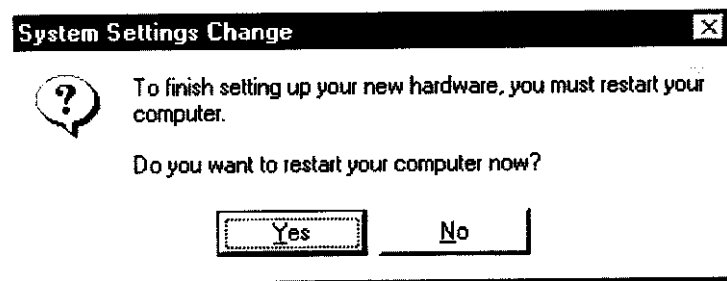 System Settings Change
To finish setting up your new hardware, you must restart your
computer.
Do you want to restart your computer now?
Yes
No